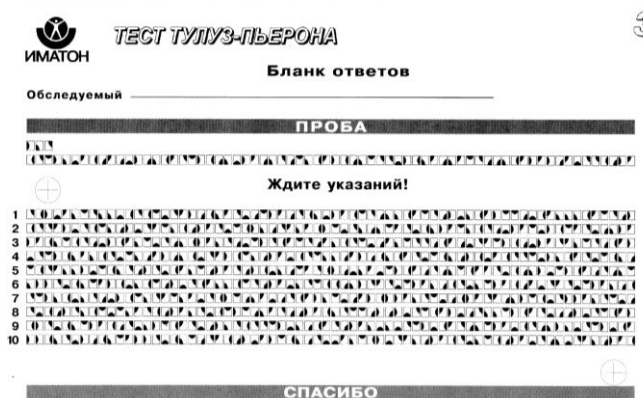 ИМАТОН
ТЕСТ ТУЛУЗ-ПЬЕРОНА
3
Бланк ответов
Обследуемый
ПРОБА
Ждите указаний!
1
2
3
4
5
6
7
8
9
10
СПАСИБО